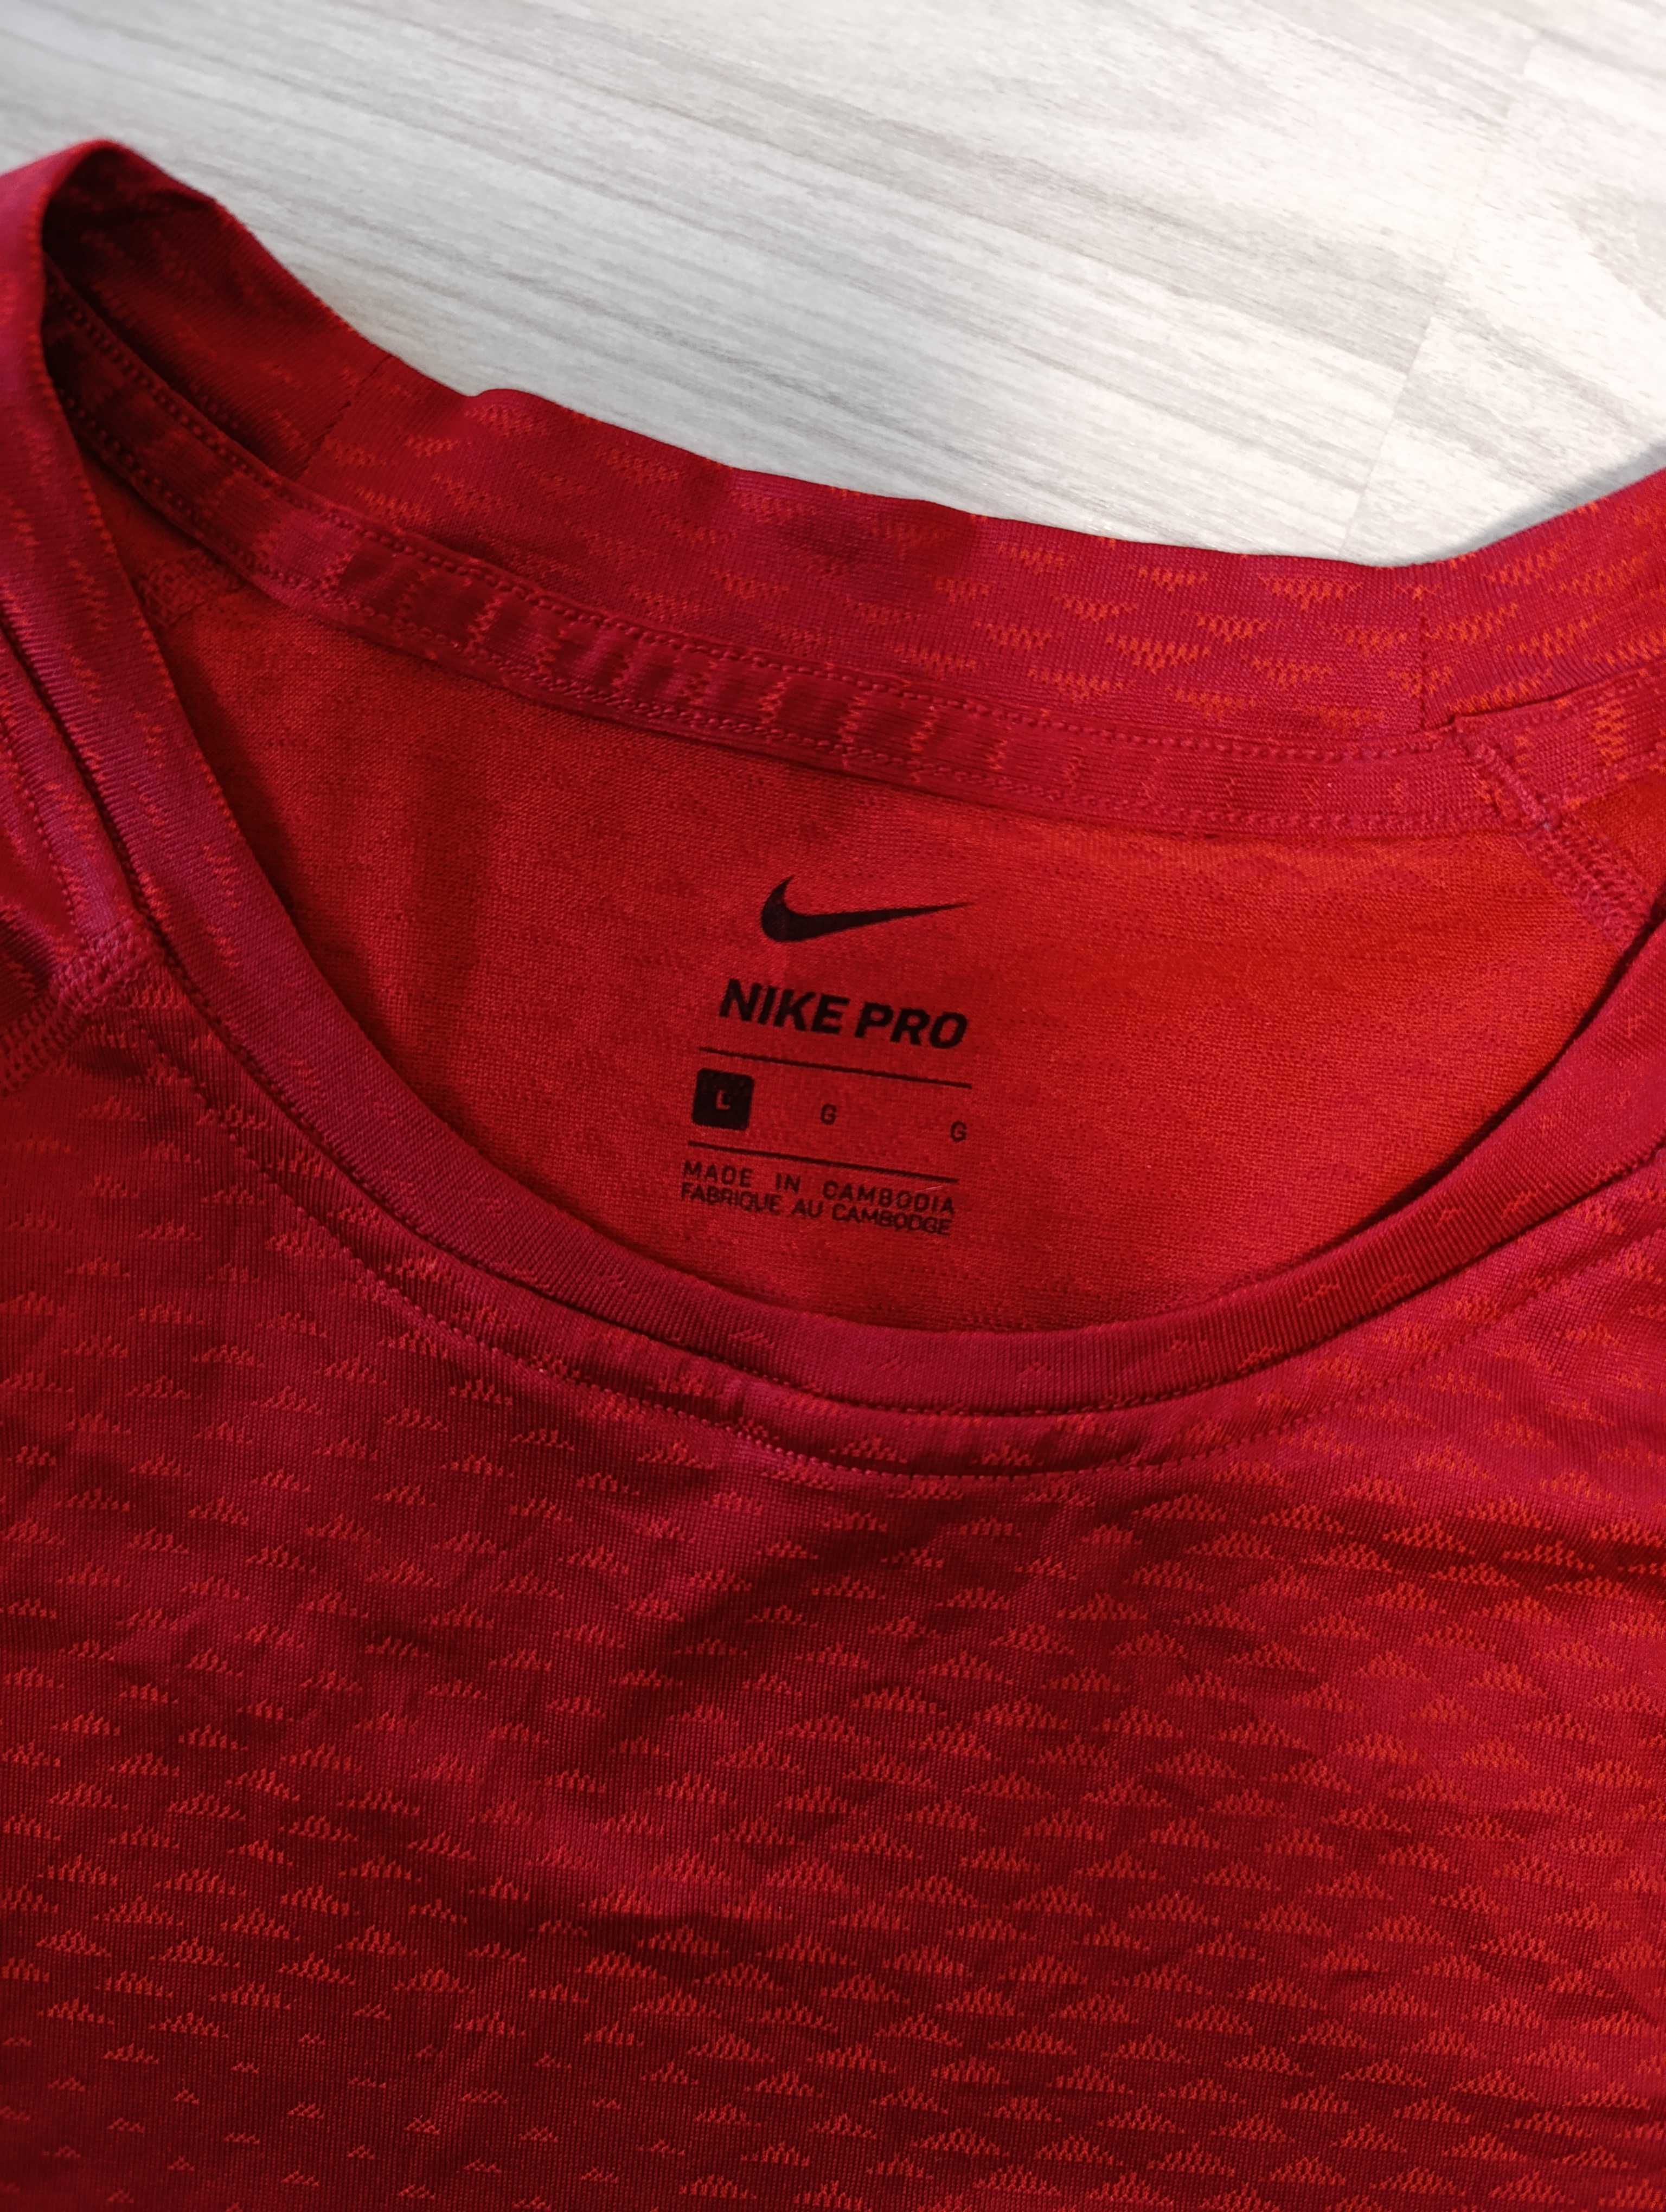 NIKE PRO
L G G
MADE IN CAMBODIA
FABRIQUE AU CAMBODGE